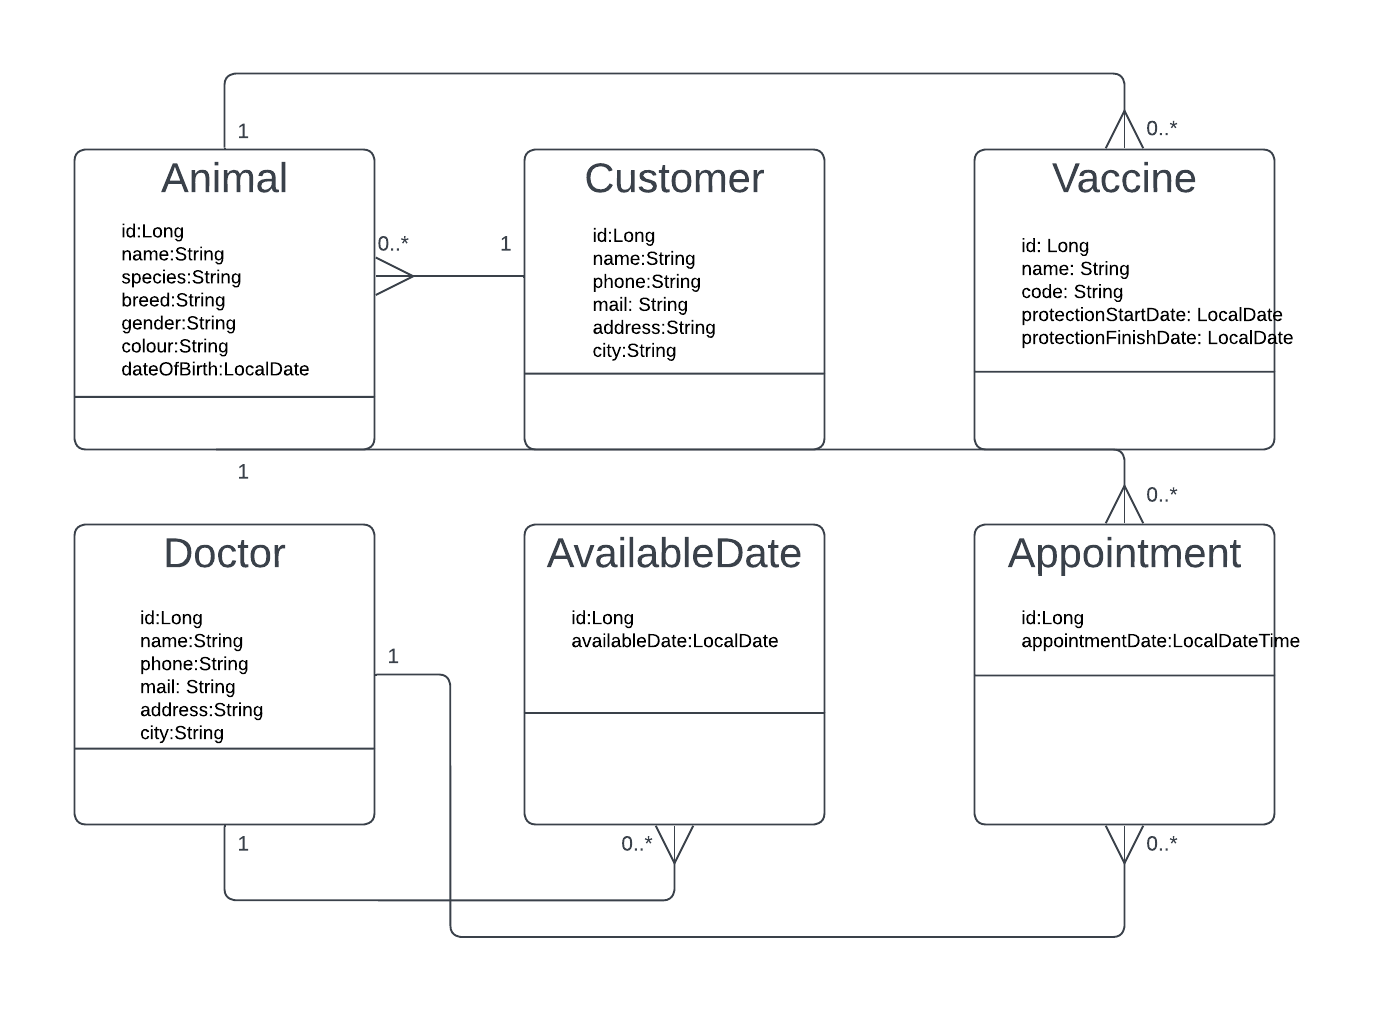 1
0..*
Animal
id:Long
name:String
species:String
breed:String
gender:String
colour:String
dateOfBirth:LocalDate
0..*
1
Customer
id:Long
name:String
phone:String
mail: String
address:String
city:String
Vaccine
id: Long
name: String
code: String
protectionStartDate: LocalDate
protectionFinishDate: LocalDate
1
0..*
Doctor
id:Long
name:String
phone:String
mail: String
address:String
city:String
1
AvailableDate
id:Long
availableDate:LocalDate
Appointment
id:Long
appointmentDate:LocalDateTime
1
0..*
0..*